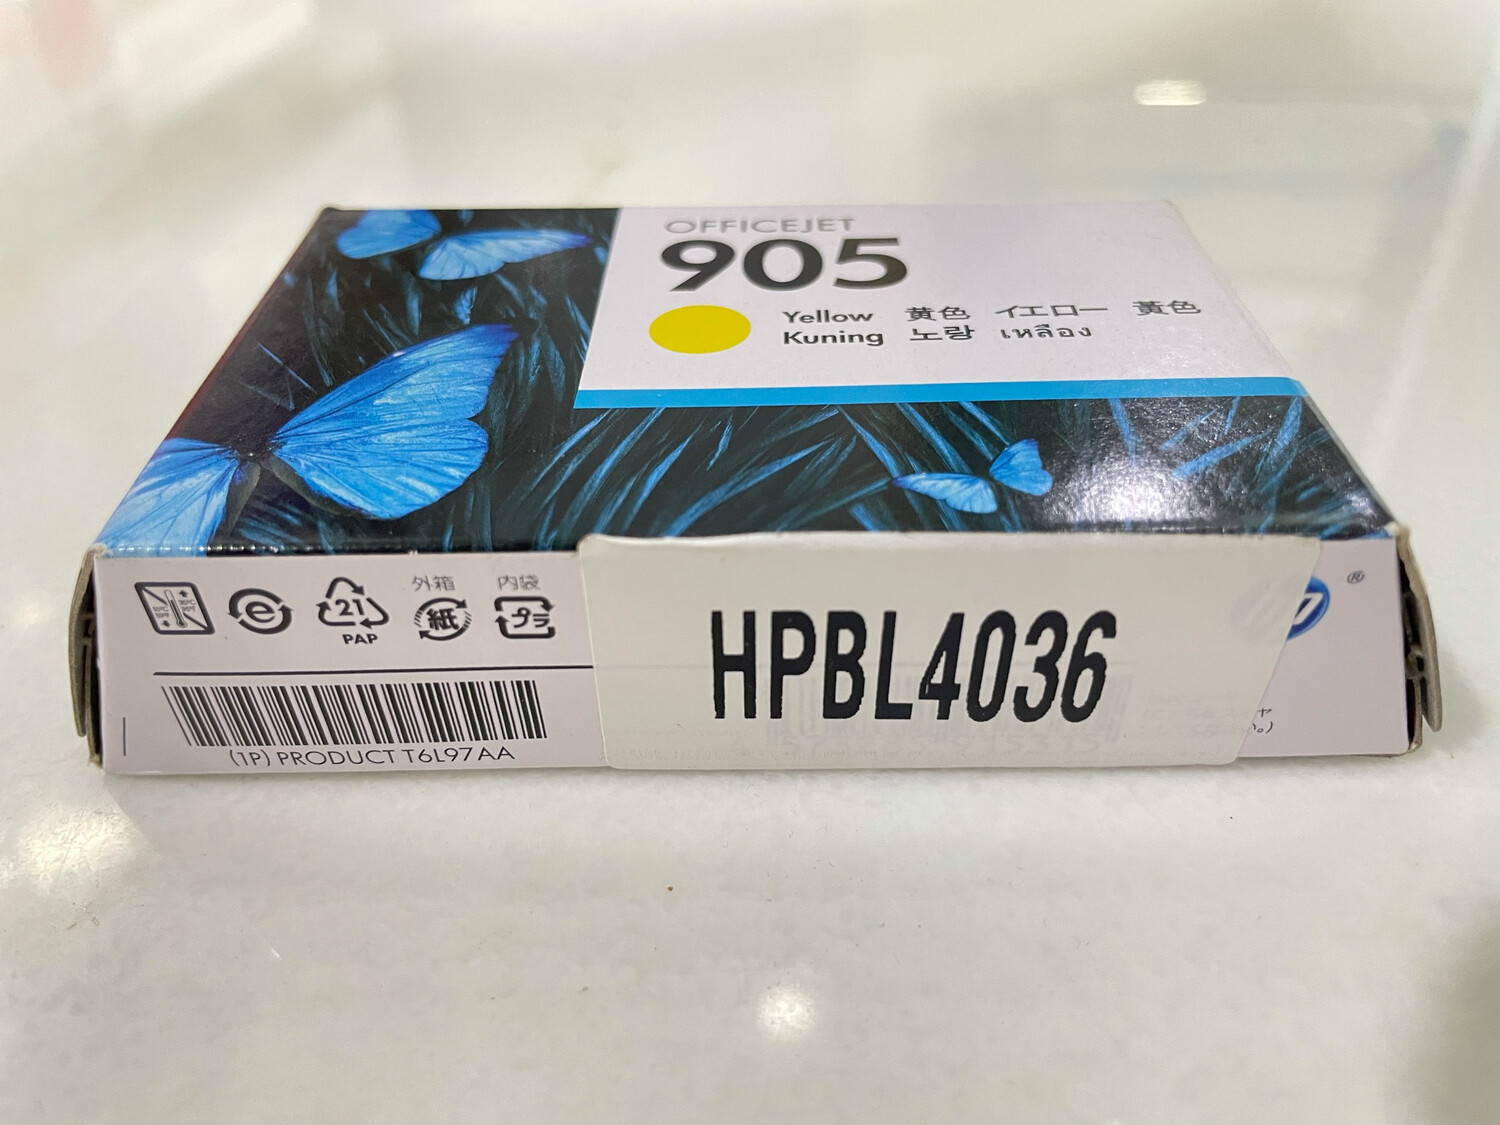 OFFICEJET
905
Yellow 黄色 イエロー 黃色
Kuning 노랑 เหลือง
外箱 内袋
21 紙 プラ
PAP
HPBL4036
(1P) PRODUCT T6L97AA